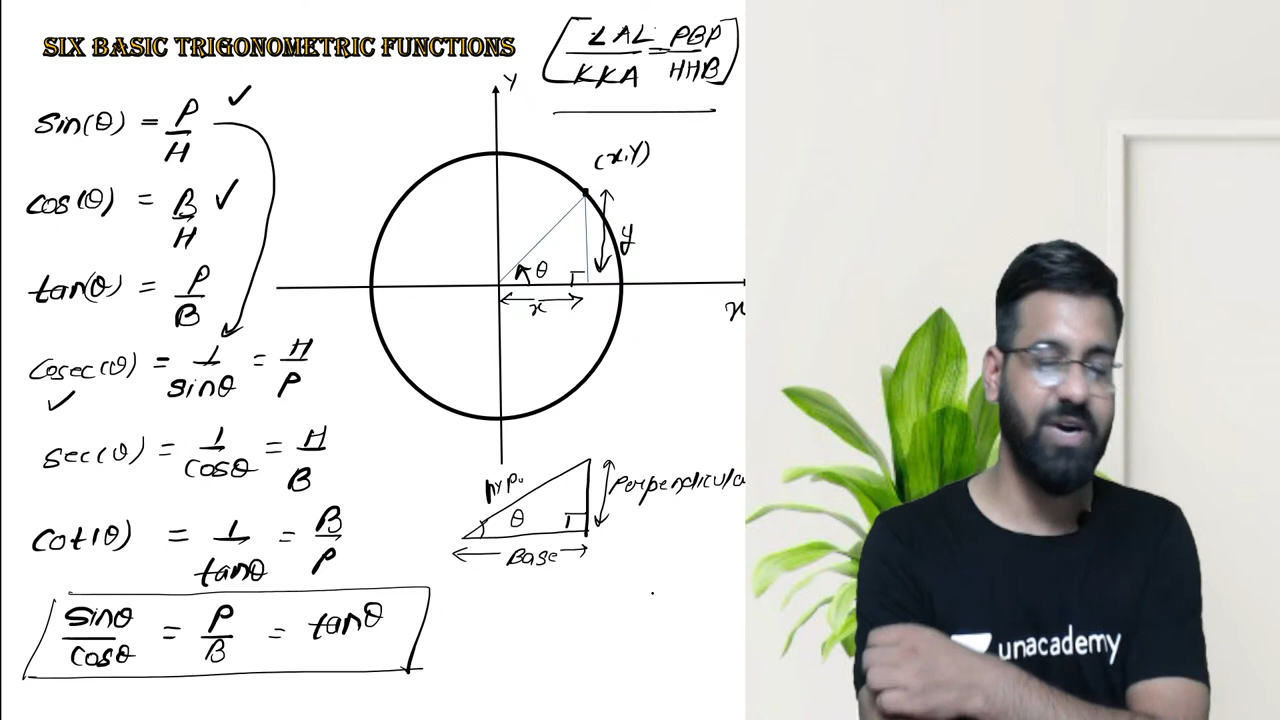 SIX BASIC TRIGONOMETRIC FUNCTIONS
LAL/KKA = PBP/HHB
sin(θ) = P/H ✓
cos(θ) = B/H ✓
tan(θ) = P/B
cosec(θ) = 1/sinθ = H/P
✓
sec(θ) = 1/cosθ = H/B
cot(θ) = 1/tanθ = B/P
sinθ/cosθ = P/B = tanθ
Y
(x,y)
y
θ
x
x
hyp.
θ
Perpendicula
Base
unacademy